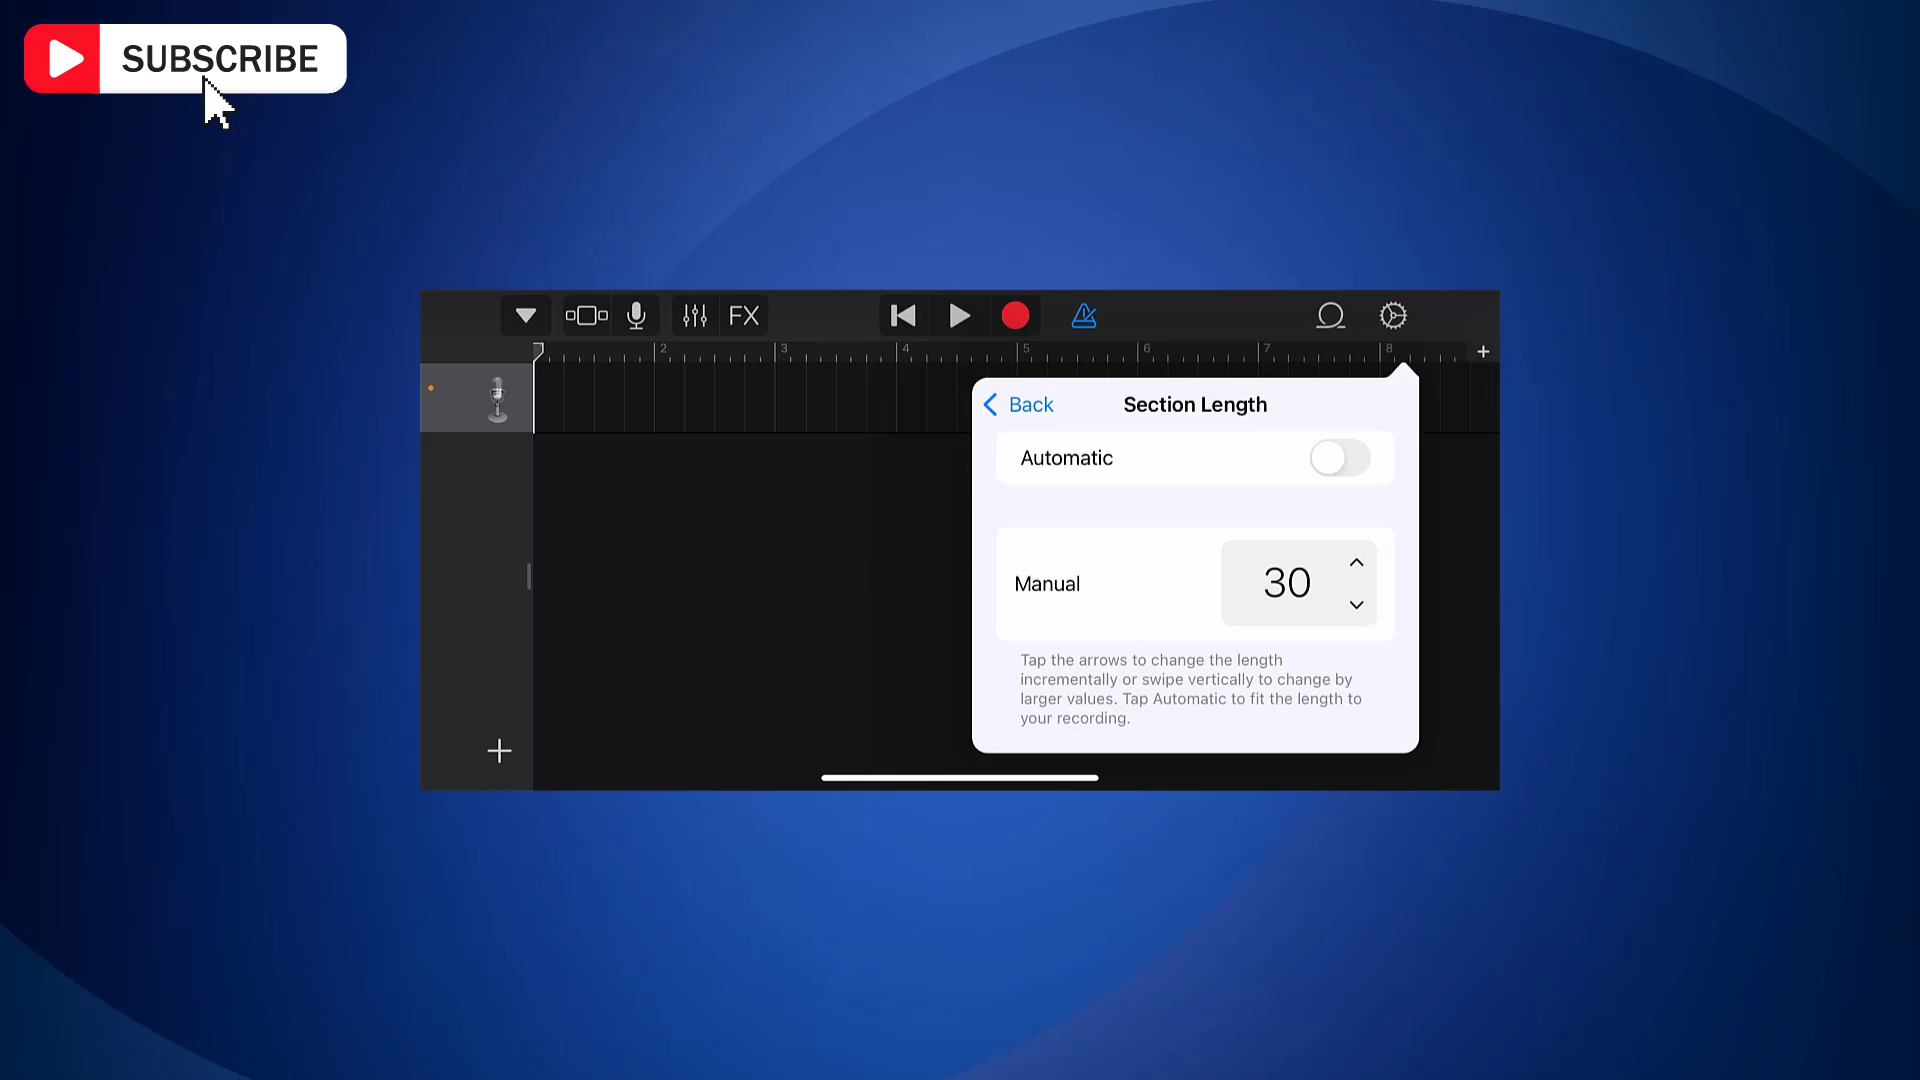 SUBSCRIBE
FX
2 3 4 5 6 7 8
Back
Section Length
Automatic
Manual
30
Tap the arrows to change the length
incrementally or swipe vertically to change by
larger values. Tap Automatic to fit the length to
your recording.